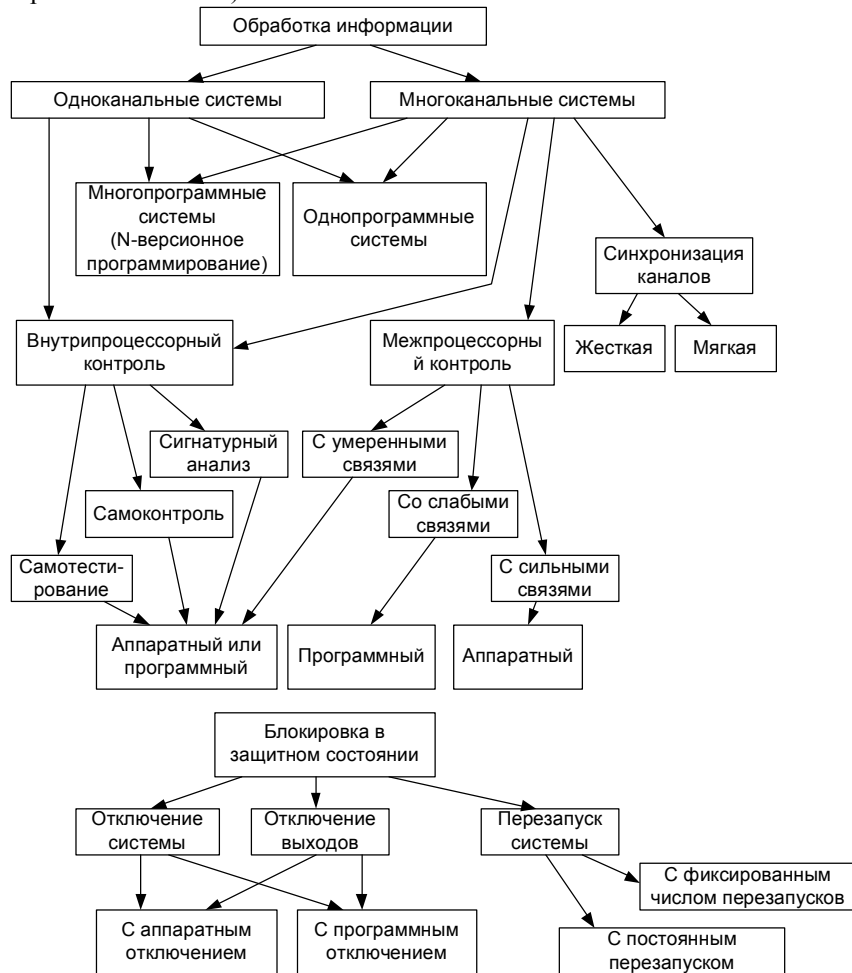 Обработка информации
Одноканальные системы
Многоканальные системы
Многопрограммные
системы
(N-версионное
программирование)
Однопрограммные
системы
Синхронизация
каналов
Внутрипроцессорный
контроль
Межпроцессорны
й контроль
Жесткая
Мягкая
Сигнатурный
анализ
С умеренными
связями
Самоконтроль
Со слабыми
связями
Самотести-
рование
С сильными
связями
Аппаратный или
программный
Программный
Аппаратный
Блокировка в
защитном состоянии
Отключение
системы
Отключение
выходов
Перезапуск
системы
С фиксированным
числом перезапусков
С аппаратным
отключением
С программным
отключением
С постоянным
перезапуском